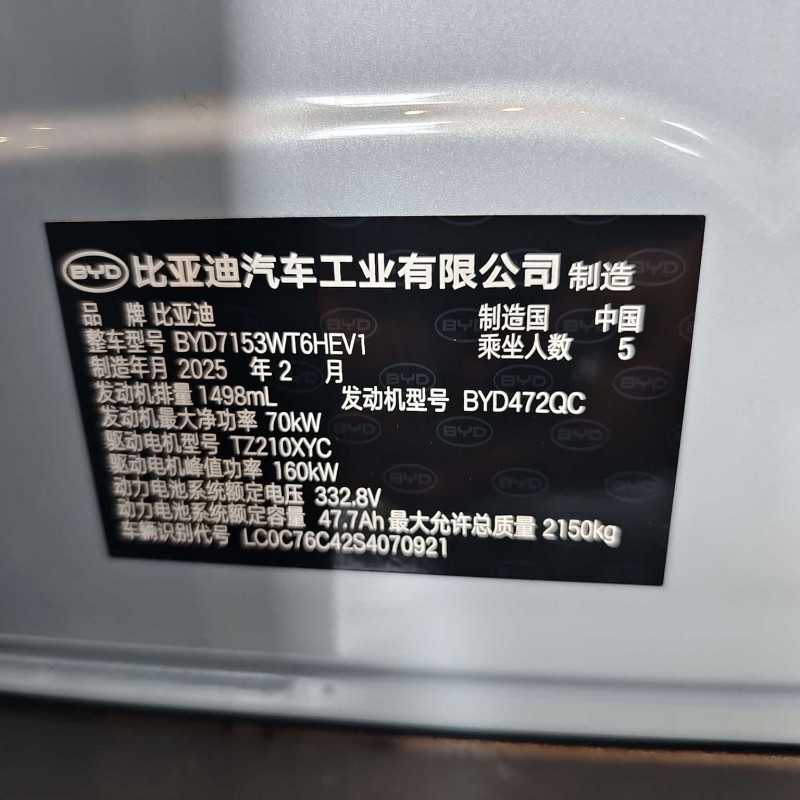 BYD 比亚迪汽车工业有限公司 制造
品 牌 比亚迪 制造国 中国
整车型号 BYD7153WT6HEV1 乘坐人数 5
制造年月 2025 年 2 月
发动机排量 1498mL 发动机型号 BYD472QC
发动机最大净功率 70kW
驱动电机型号 TZ210XYC
驱动电机峰值功率 160kW
动力电池系统额定电压 332.8V
动力电池系统额定容量 47.7Ah 最大允许总质量 2150kg
车辆识别代号 LC0C76C42S4070921